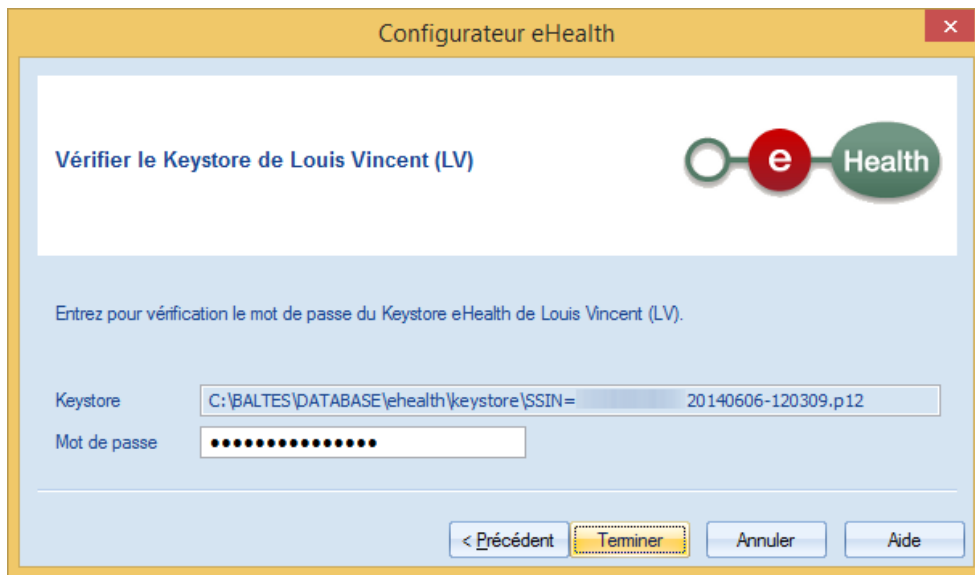 Configurateur eHealth
Vérifier le Keystore de Louis Vincent (LV)
e Health
Entrez pour vérification le mot de passe du Keystore eHealth de Louis Vincent (LV).
Keystore C:\BALTES\DATABASE\ehealth\keystore\SSIN= 20140606-120309.p12
Mot de passe •••••••••••••••
< Précédent Terminer Annuler Aide